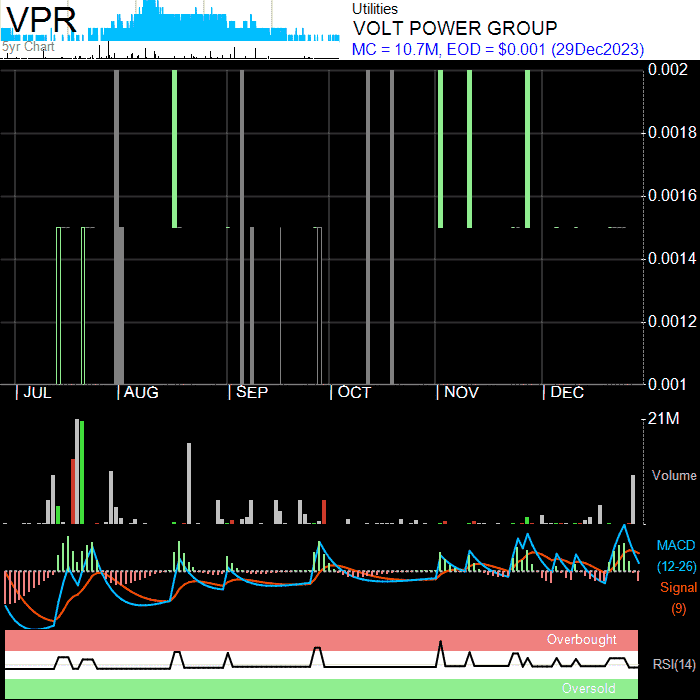 VPR
5yr Chart
Utilities
VOLT POWER GROUP
MC = 10.7M, EOD = $0.001 (29Dec2023)
0.002
0.0018
0.0016
0.0014
0.0012
0.001
JUL AUG SEP OCT NOV DEC
21M
Volume
MACD
(12-26)
Signal
(9)
Overbought
RSI(14)
Oversold